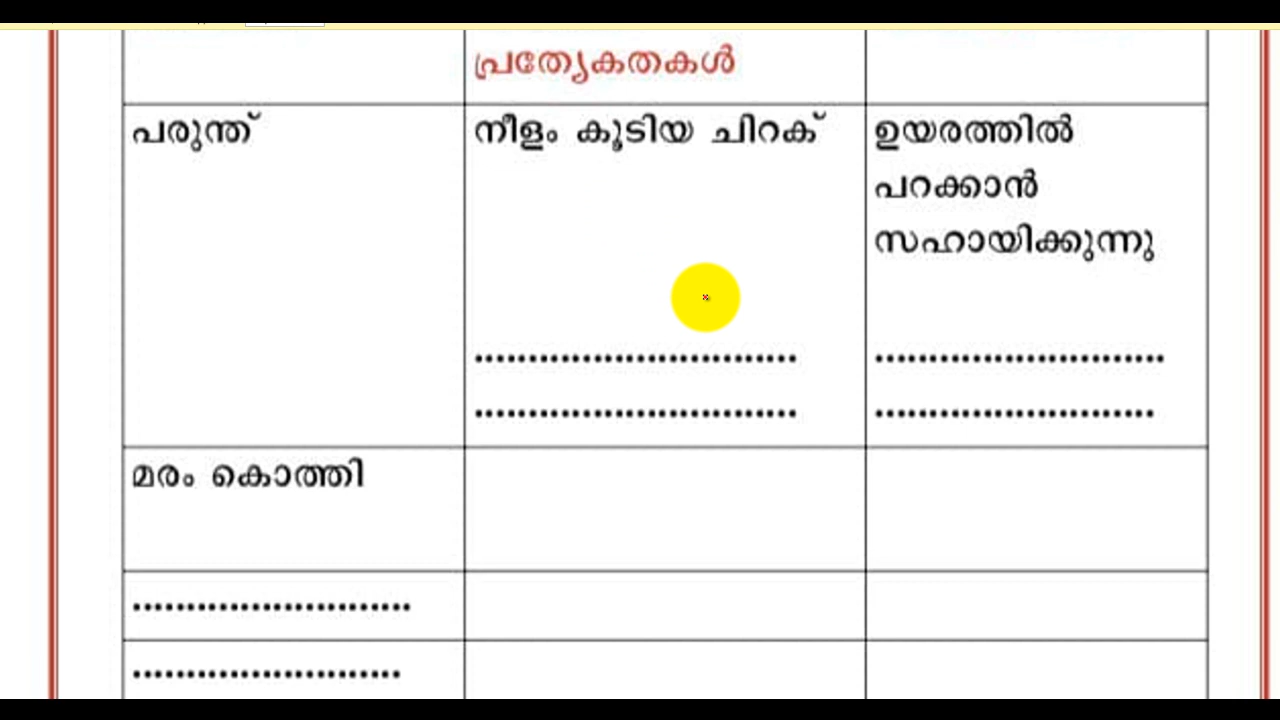 പ്രത്യേകതകൾ
പരുന്ത്
നീളം കൂടിയ ചിറക്
ഉയരത്തിൽ
പറക്കാൻ
സഹായിക്കുന്നു
..............................
...........................
..............................
..........................
മരം കൊത്തി
..........................
.........................